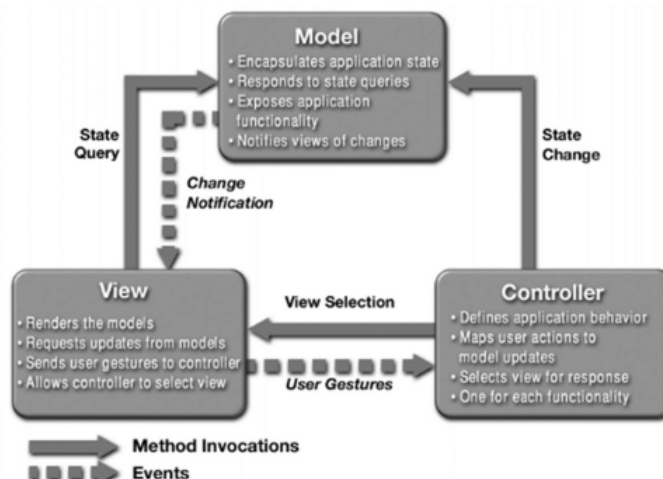 Model
• Encapsulates application state
• Responds to state queries
• Exposes application
functionality
• Notifies views of changes
State
Query
Change
Notification
State
Change
View
• Renders the models
• Requests updates from models
• Sends user gestures to controller
• Allows controller to select view
View Selection
User Gestures
Controller
• Defines application behavior
• Maps user actions to
model updates
• Selects view for response
• One for each functionality
Method Invocations
Events